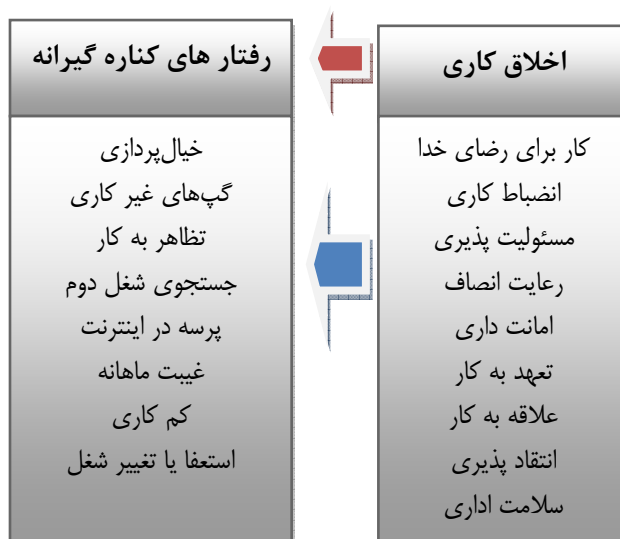 اخلاق کاری
کار برای رضای خدا
انضباط کاری
مسئولیت پذیری
رعایت انصاف
امانت داری
تعهد به کار
علاقه به کار
انتقاد پذیری
سلامت اداری
رفتار های کناره گیرانه
خیال‌پردازی
گپ‌های غیر کاری
تظاهر به کار
جستجوی شغل دوم
پرسه در اینترنت
غیبت ماهانه
کم کاری
استعفا یا تغییر شغل